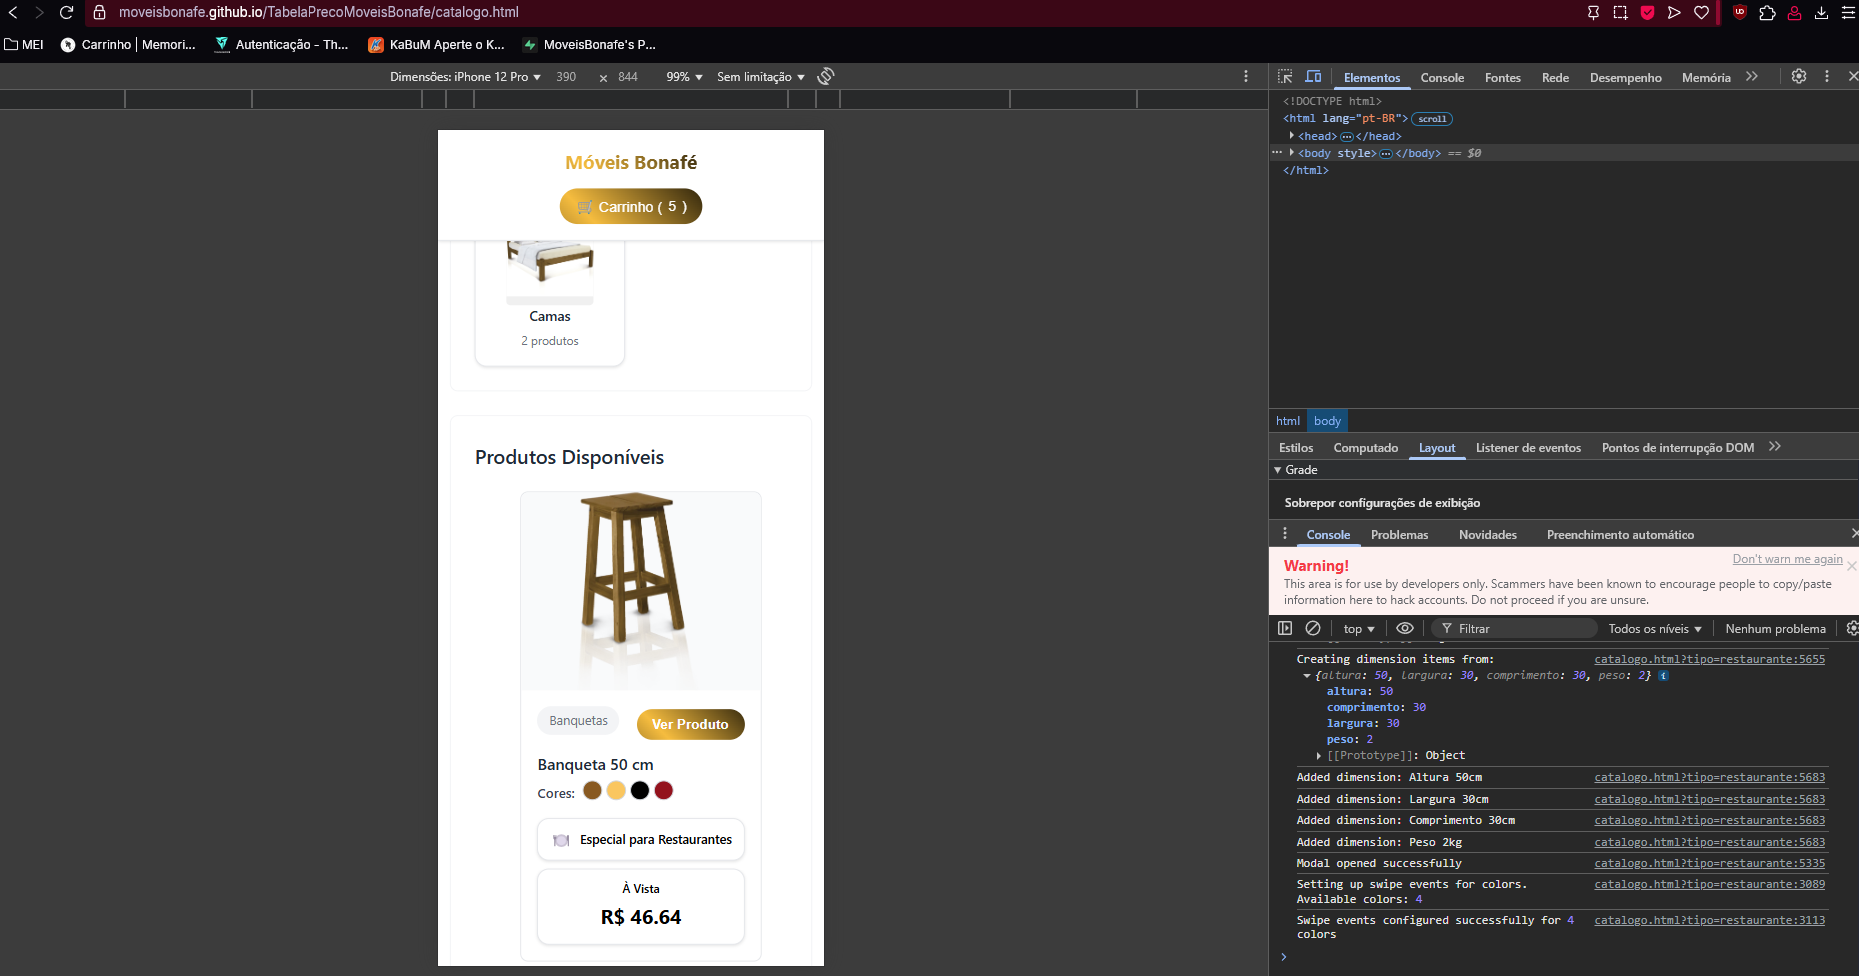 moveisbonafe.github.io/TabelaPrecoMoveisBonafe/catalogo.html
MEI
Carrinho | Memori...
Autenticação - Th...
KaBuM Aperte o K...
MoveisBonafe's P...
Dimensões: iPhone 12 Pro
390
×
844
99%
Sem limitação
Móveis Bonafé
🛒 Carrinho ( 5 )
Camas
2 produtos
Produtos Disponíveis
Banquetas
Ver Produto
Banqueta 50 cm
Cores:
🍽️ Especial para Restaurantes
À Vista
R$ 46.64
Elementos
Console
Fontes
Rede
Desempenho
Memória
<!DOCTYPE html>
<html lang="pt-BR"> scroll
<head>…</head>
<body style>…</body> == $0
</html>
html
body
Estilos
Computado
Layout
Listener de eventos
Pontos de interrupção DOM
Grade
Sobrepor configurações de exibição
Console
Problemas
Novidades
Preenchimento automático
Don't warn me again
Warning!
This area is for use by developers only. Scammers have been known to encourage people to copy/paste
information here to hack accounts. Do not proceed if you are unsure.
top
Filtrar
Todos os níveis
Nenhum problema
Creating dimension items from: catalogo.html?tipo=restaurante:5655
{altura: 50, largura: 30, comprimento: 30, peso: 2}
altura: 50
comprimento: 30
largura: 30
peso: 2
[[Prototype]]: Object
Added dimension: Altura 50cm catalogo.html?tipo=restaurante:5683
Added dimension: Largura 30cm catalogo.html?tipo=restaurante:5683
Added dimension: Comprimento 30cm catalogo.html?tipo=restaurante:5683
Added dimension: Peso 2kg catalogo.html?tipo=restaurante:5683
Modal opened successfully catalogo.html?tipo=restaurante:5335
Setting up swipe events for colors. catalogo.html?tipo=restaurante:3089
Available colors: 4
Swipe events configured successfully for 4 catalogo.html?tipo=restaurante:3113
colors